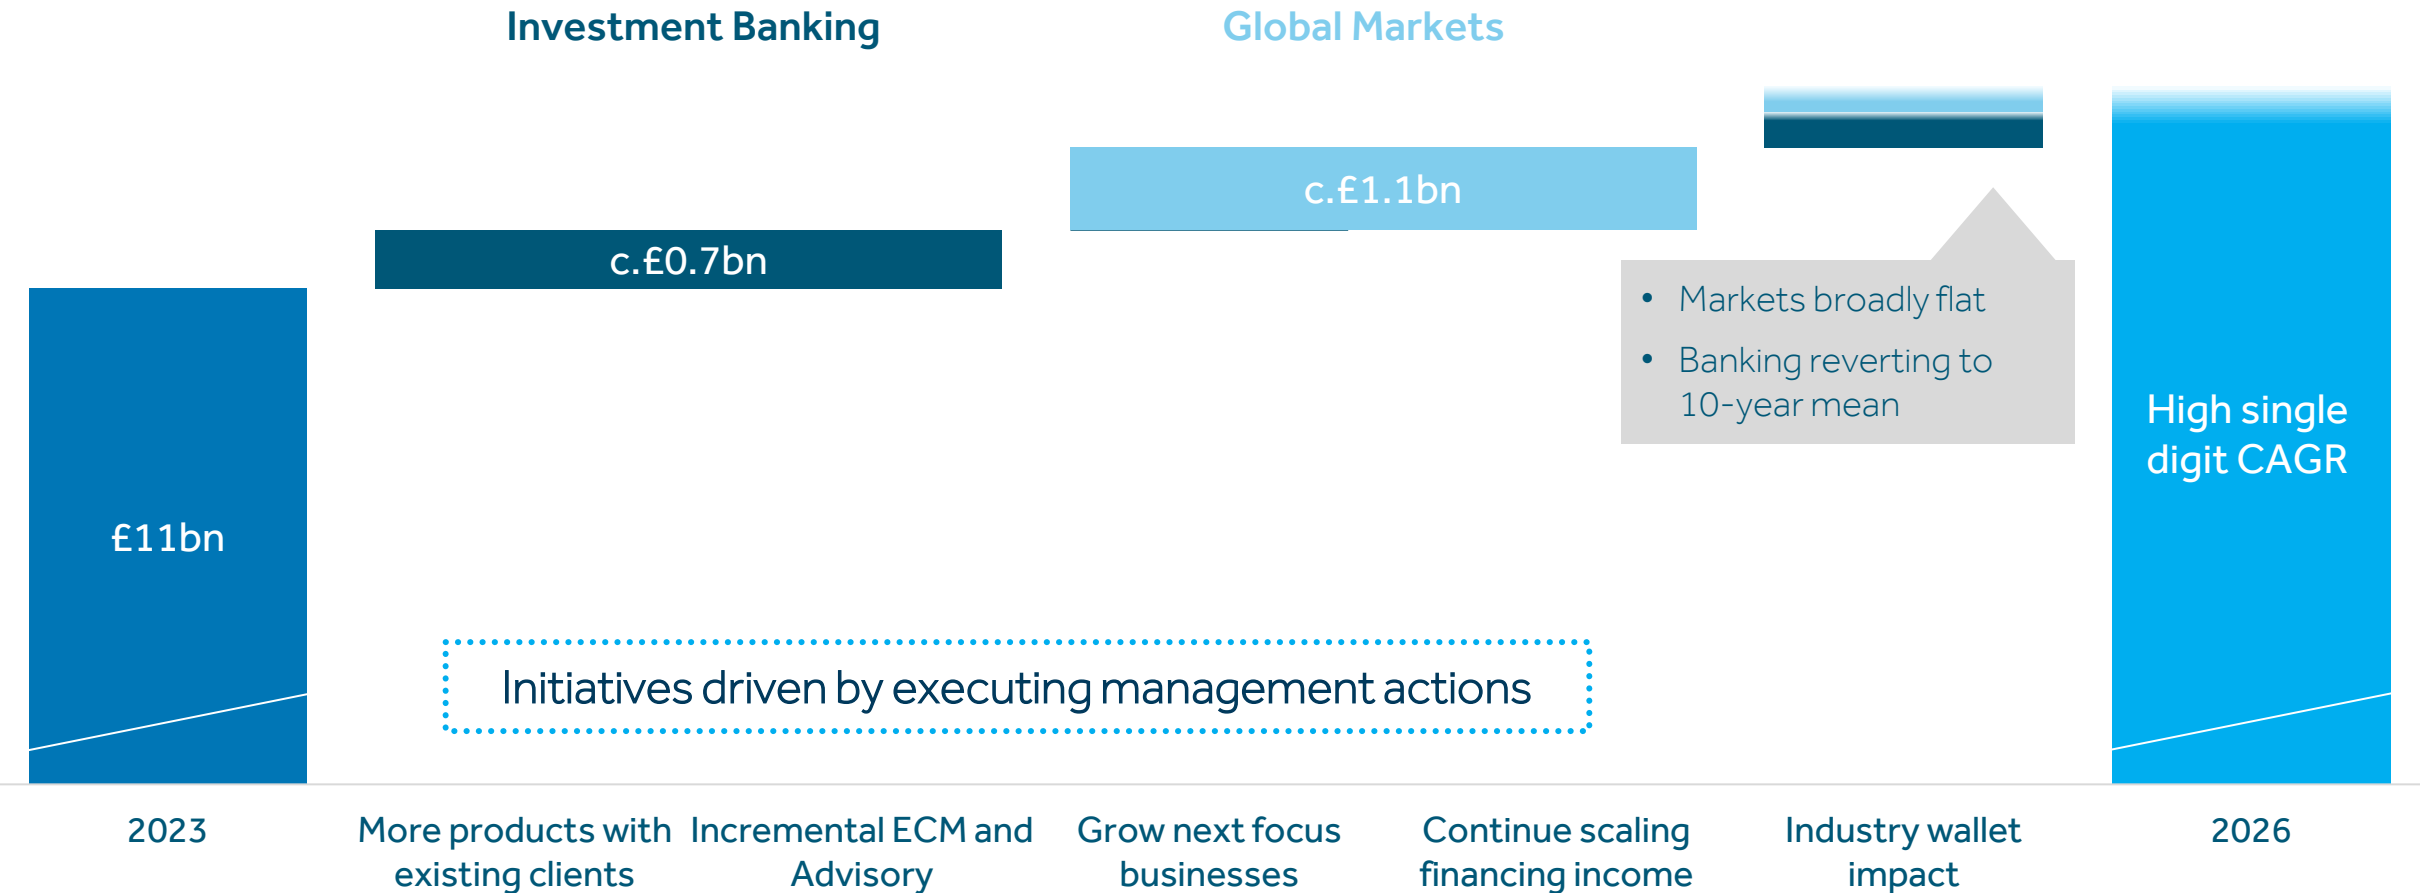 Investment Banking
Global Markets
c.£1.1bn
c.£0.7bn
• Markets broadly flat
• Banking reverting to
10-year mean
£11bn
High single
digit CAGR
Initiatives driven by executing management actions
2023
More products with
existing clients
Incremental ECM and
Advisory
Grow next focus
businesses
Continue scaling
financing income
Industry wallet
impact
2026